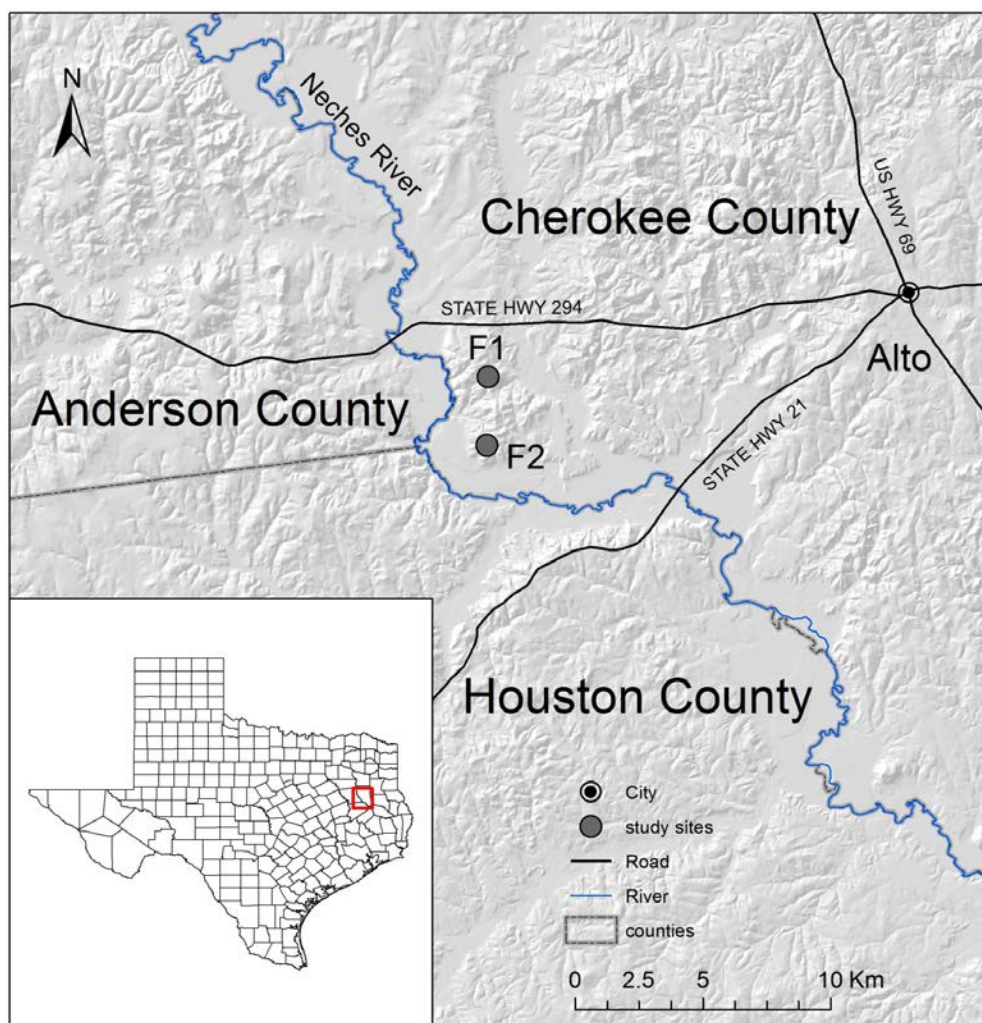 N
Neches River
Cherokee County
US HWY 69
STATE HWY 294
Alto
F1
Anderson County
F2
STATE HWY 21
Houston County
City
study sites
Road
River
counties
0 2.5 5 10 Km